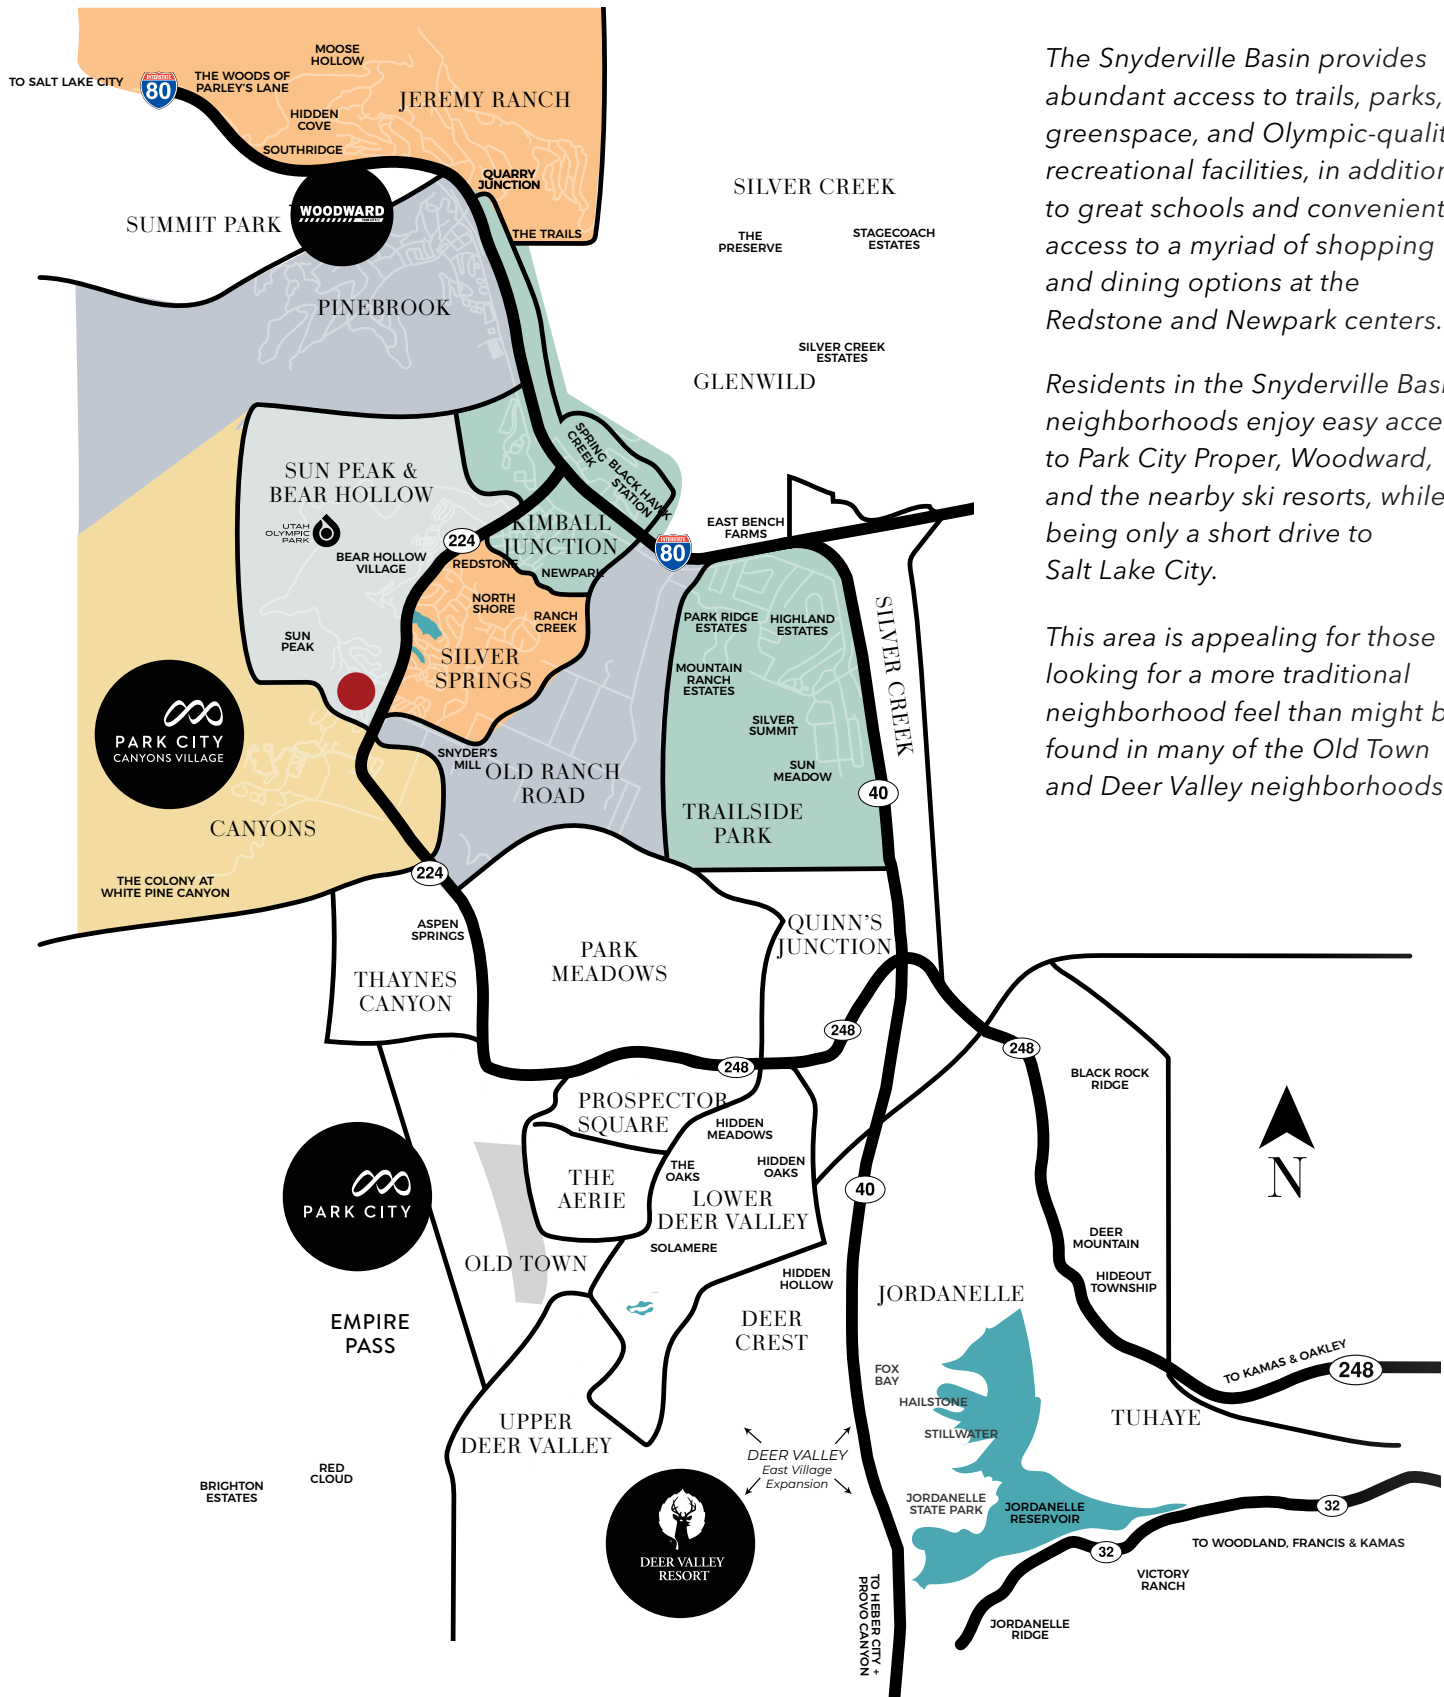 The Snyderville Basin provides
abundant access to trails, parks,
greenspace, and Olympic-qualit
recreational facilities, in addition
to great schools and convenient
access to a myriad of shopping
and dining options at the
Redstone and Newpark centers.
Residents in the Snyderville Basi
neighborhoods enjoy easy acce
to Park City Proper, Woodward,
and the nearby ski resorts, while
being only a short drive to
Salt Lake City.
This area is appealing for those
looking for a more traditional
neighborhood feel than might b
found in many of the Old Town
and Deer Valley neighborhoods
TO SALT LAKE CITY
INTERSTATE
80
THE WOODS OF
PARLEY'S LANE
MOOSE
HOLLOW
JEREMY RANCH
HIDDEN
COVE
SOUTHRIDGE
QUARRY
JUNCTION
THE TRAILS
SUMMIT PARK
WOODWARD
PINEBROOK
SILVER CREEK
THE
PRESERVE
STAGECOACH
ESTATES
SILVER CREEK
ESTATES
GLENWILD
SPRING
CREEK
BLACK HAWK
STATION
SUN PEAK &
BEAR HOLLOW
UTAH
OLYMPIC
PARK
BEAR HOLLOW
VILLAGE
SUN
PEAK
224
KIMBALL
JUNCTION
REDSTONE
NEWPARK
INTERSTATE
80
EAST BENCH
FARMS
NORTH
SHORE
RANCH
CREEK
SILVER
SPRINGS
PARK RIDGE
ESTATES
HIGHLAND
ESTATES
MOUNTAIN
RANCH
ESTATES
SILVER
SUMMIT
SUN
MEADOW
TRAILSIDE
PARK
SILVER CREEK
40
PARK CITY
CANYONS VILLAGE
SNYDER'S
MILL
OLD RANCH
ROAD
CANYONS
THE COLONY AT
WHITE PINE CANYON
224
ASPEN
SPRINGS
THAYNES
CANYON
PARK
MEADOWS
QUINN'S
JUNCTION
248
248
248
BLACK ROCK
RIDGE
N
PROSPECTOR
SQUARE
HIDDEN
MEADOWS
THE
OAKS
HIDDEN
OAKS
THE
AERIE
LOWER
DEER VALLEY
SOLAMERE
40
PARK CITY
OLD TOWN
EMPIRE
PASS
HIDDEN
HOLLOW
DEER
CREST
JORDANELLE
DEER
MOUNTAIN
HIDEOUT
TOWNSHIP
TO KAMAS & OAKLEY
248
FOX
BAY
HAILSTONE
STILLWATER
TUHAYE
UPPER
DEER VALLEY
DEER VALLEY
East Village
Expansion
BRIGHTON
ESTATES
RED
CLOUD
DEER VALLEY
RESORT
JORDANELLE
STATE PARK
JORDANELLE
RESERVOIR
32
32
TO WOODLAND, FRANCIS & KAMAS
VICTORY
RANCH
JORDANELLE
RIDGE
TO HEBER CITY +
PROVO CANYON